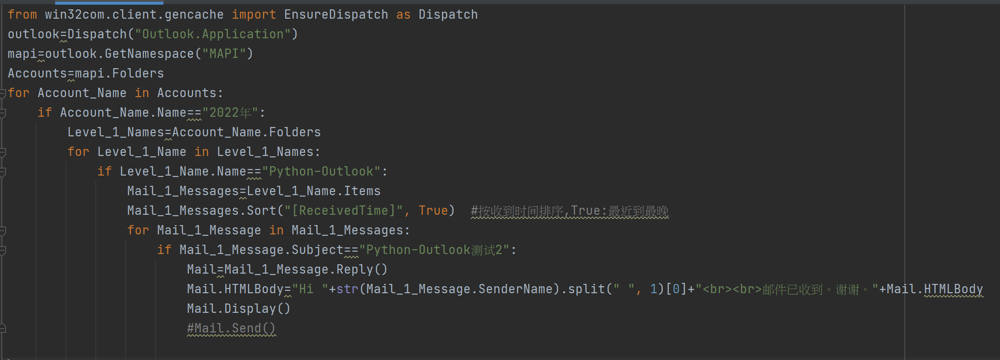 from win32com.client.gencache import EnsureDispatch as Dispatch
outlook=Dispatch("Outlook.Application")
mapi=outlook.GetNamespace("MAPI")
Accounts=mapi.Folders
for Account_Name in Accounts:
    if Account_Name.Name=="2022年":
        Level_1_Names=Account_Name.Folders
        for Level_1_Name in Level_1_Names:
            if Level_1_Name.Name=="Python-Outlook":
                Mail_1_Messages=Level_1_Name.Items
                Mail_1_Messages.Sort("[ReceivedTime]", True)  #按收到时间排序,True:最近到最晚
                for Mail_1_Message in Mail_1_Messages:
                    if Mail_1_Message.Subject=="Python-Outlook测试2":
                        Mail=Mail_1_Message.Reply()
                        Mail.HTMLBody="Hi "+str(Mail_1_Message.SenderName).split(" ", 1)[0]+"<br><br>邮件已收到。谢谢。"+Mail.HTMLBody
                        Mail.Display()
                        #Mail.Send()